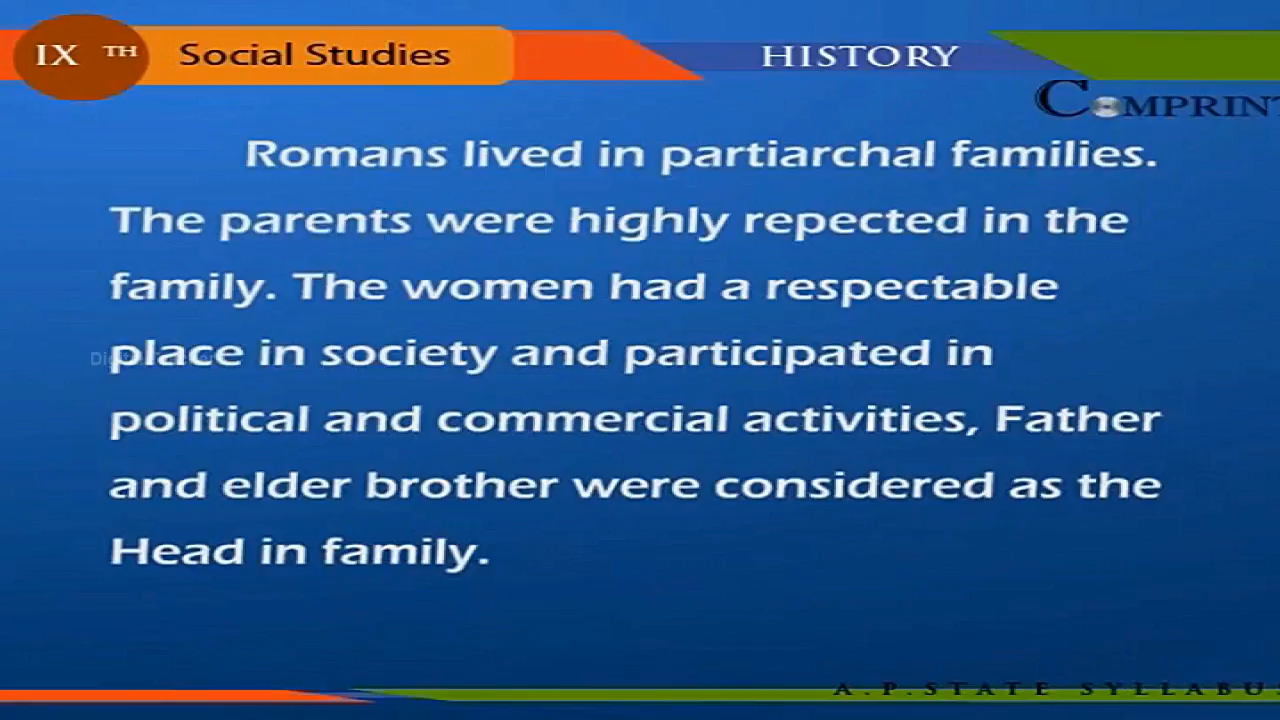 IX TH Social Studies HISTORY
COMPRINT
Romans lived in partiarchal families.
The parents were highly repected in the
family. The women had a respectable
place in society and participated in
political and commercial activities, Father
and elder brother were considered as the
Head in family.
A.P.STATE SYLLABUS